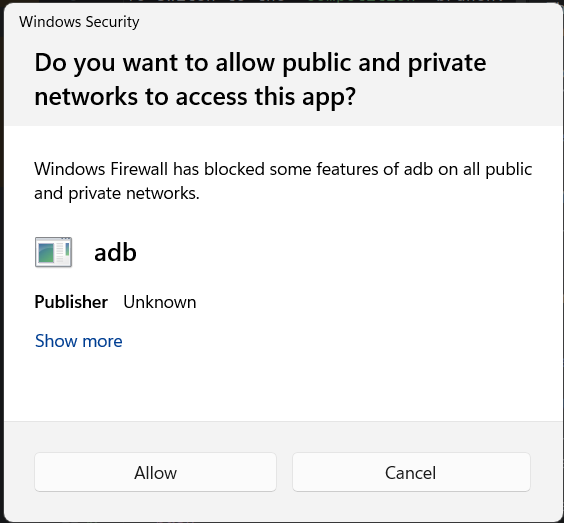 Windows Security
Do you want to allow public and private
networks to access this app?
Windows Firewall has blocked some features of adb on all public
and private networks.
adb
Publisher Unknown
Show more
Allow
Cancel